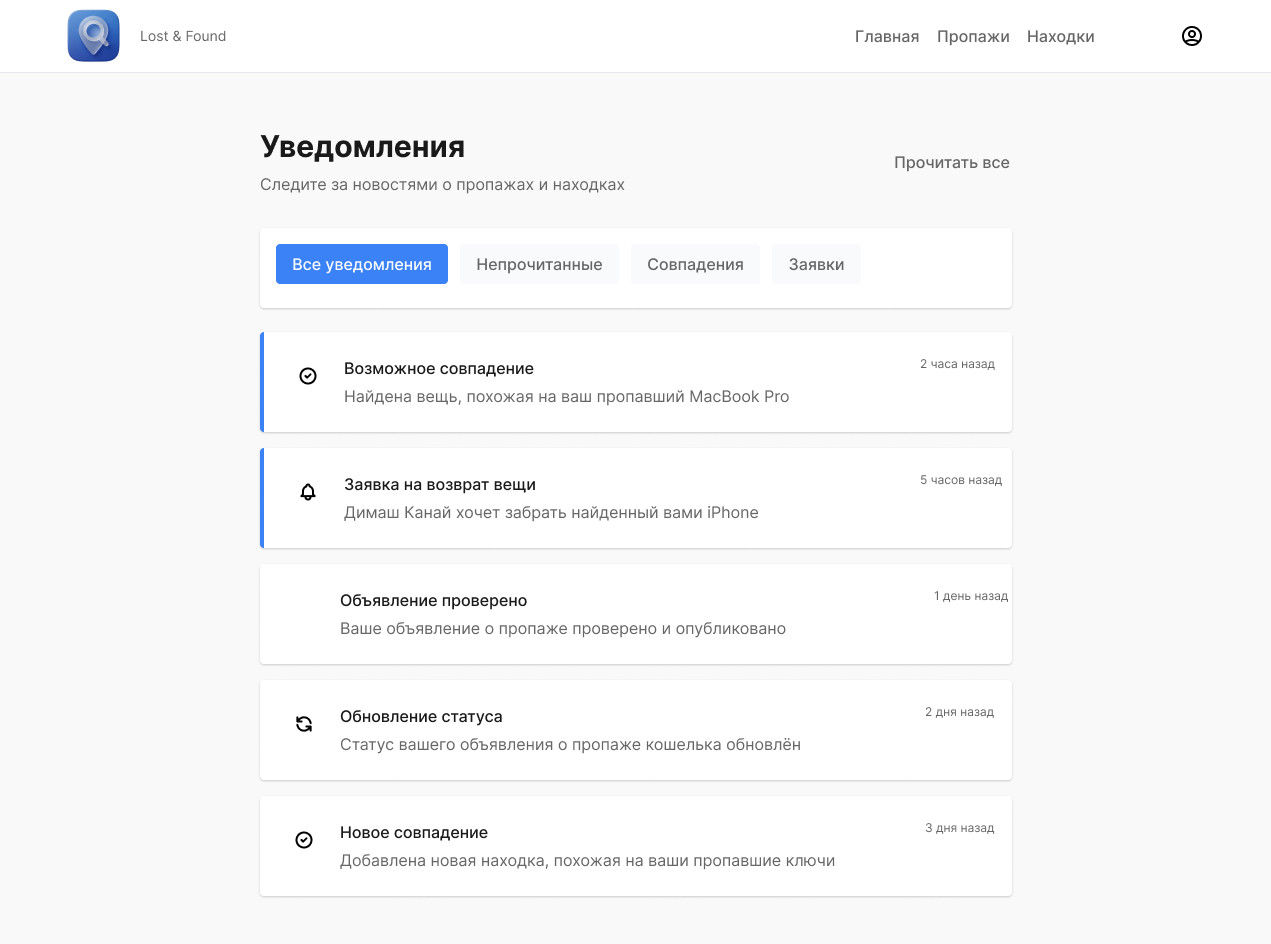 Lost & Found
Главная Пропажи Находки
Уведомления
Прочитать все
Следите за новостями о пропажах и находках
Все уведомления Непрочитанные Совпадения Заявки
Возможное совпадение
2 часа назад
Найдена вещь, похожая на ваш пропавший MacBook Pro
Заявка на возврат вещи
5 часов назад
Димаш Канай хочет забрать найденный вами iPhone
Объявление проверено
1 день назад
Ваше объявление о пропаже проверено и опубликовано
Обновление статуса
2 дня назад
Статус вашего объявления о пропаже кошелька обновлён
Новое совпадение
3 дня назад
Добавлена новая находка, похожая на ваши пропавшие ключи